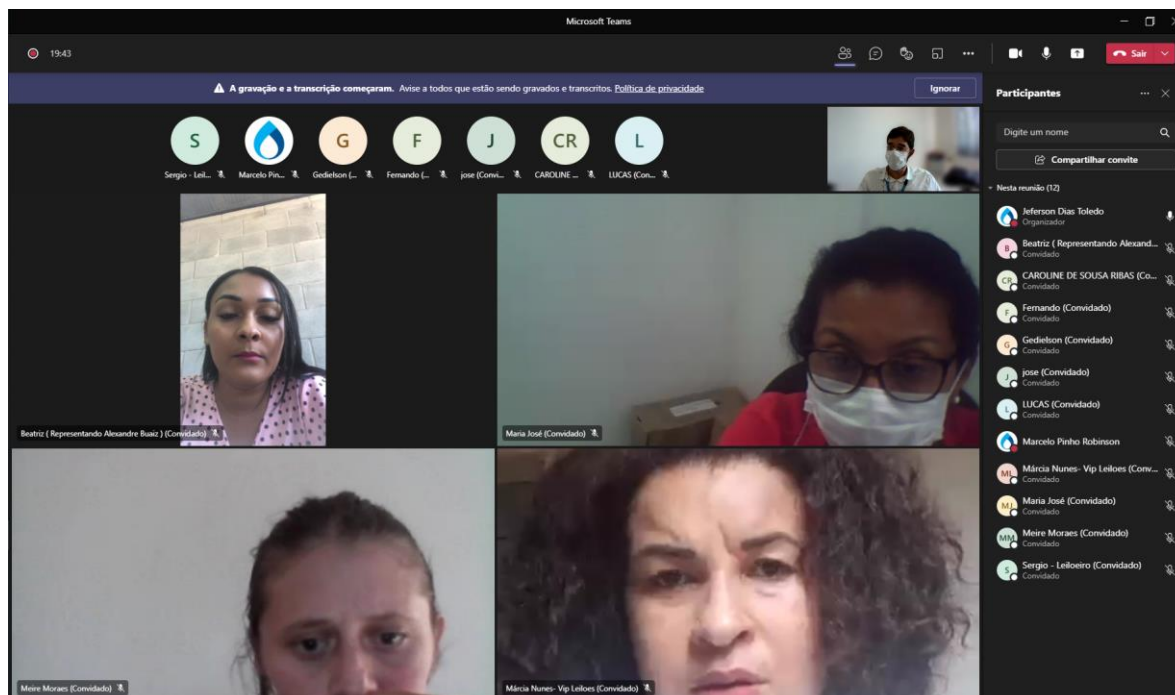 Microsoft Teams
19:43
Sair
A gravação e a transcrição começaram. Avise a todos que estão sendo gravados e transcritos. Política de privacidade
Ignorar
S
G
F
J
CR
L
Sergio - Leil...
Marcelo Pin...
Gedielson (...
Fernando (...
jose (Convi...
CAROLINE ...
LUCAS (Con...
Beatriz ( Representando Alexandre Buaiz ) (Convidado)
Maria José (Convidado)
Meire Moraes (Convidado)
Márcia Nunes- Vip Leiloes (Convidado)
Participantes
Digite um nome
Compartilhar convite
Nesta reunião (12)
Jeferson Dias Toledo
Organizador
B
Beatriz ( Representando Alexand...
Convidado
CR
CAROLINE DE SOUSA RIBAS (Co...
Convidado
F
Fernando (Convidado)
Convidado
G
Gedielson (Convidado)
Convidado
J
jose (Convidado)
Convidado
L
LUCAS (Convidado)
Convidado
Marcelo Pinho Robinson
Márcia Nunes- Vip Leiloes (Conv...
Convidado
MJ
Maria José (Convidado)
Convidado
MM
Meire Moraes (Convidado)
Convidado
S
Sergio - Leiloeiro (Convidado)
Convidado